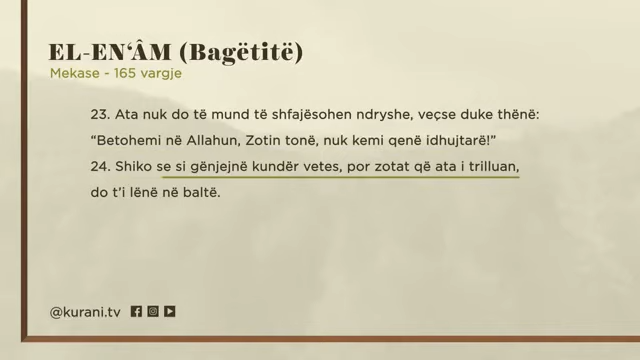 EL-EN‘ÂM (Bagëtitë)
Mekase - 165 vargje
23. Ata nuk do të mund të shfajësohen ndryshe, veçse duke thënë:
“Betohemi në Allahun, Zotin tonë, nuk kemi qenë idhujtarë!”
24. Shiko se si gënjejnë kundër vetes, por zotat që ata i trilluan,
do t’i lënë në baltë.
@kurani.tv